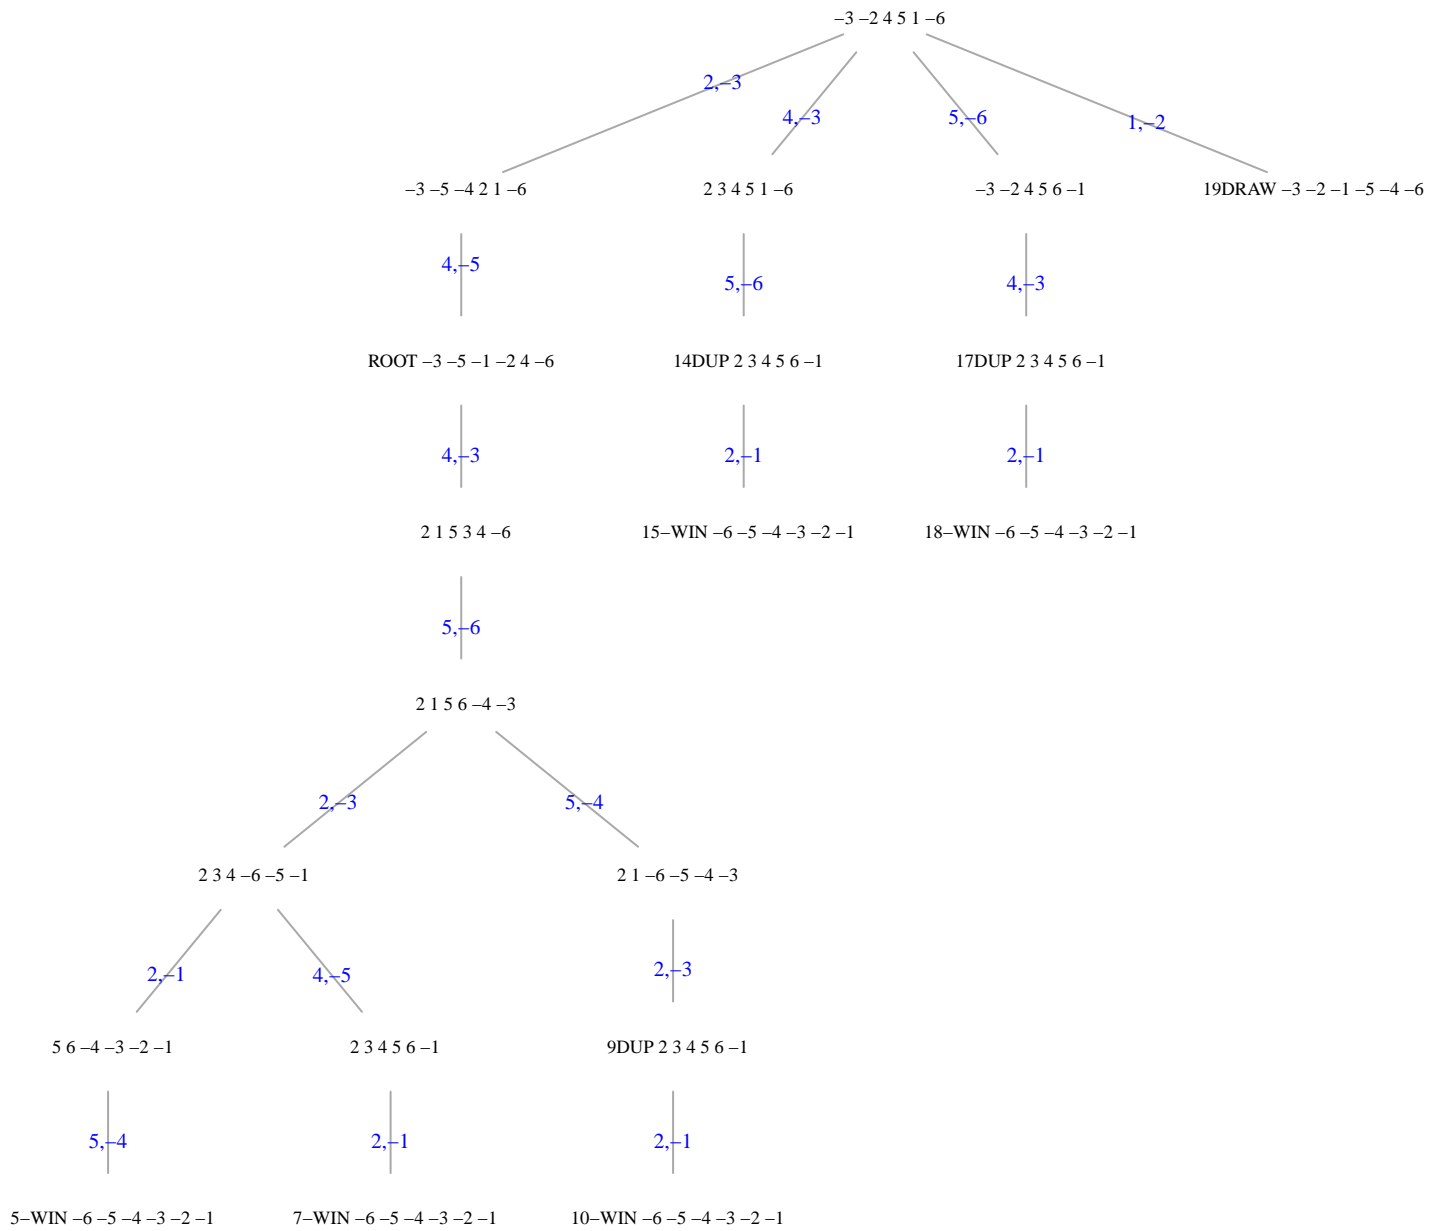 –3 –2 4 5 1 –6
2,–3
4,–3
5,–6
1,–2
–3 –5 –4 2 1 –6
2 3 4 5 1 –6
–3 –2 4 5 6 –1
19DRAW –3 –2 –1 –5 –4 –6
4,–5
5,–6
4,–3
ROOT –3 –5 –1 –2 4 –6
14DUP 2 3 4 5 6 –1
17DUP 2 3 4 5 6 –1
4,–3
2,–1
2,–1
2 1 5 3 4 –6
15–WIN –6 –5 –4 –3 –2 –1
18–WIN –6 –5 –4 –3 –2 –1
5,–6
2 1 5 6 –4 –3
2,–3
5,–4
2 3 4 –6 –5 –1
2 1 –6 –5 –4 –3
2,–1
4,–5
2,–3
5 6 –4 –3 –2 –1
2 3 4 5 6 –1
9DUP 2 3 4 5 6 –1
5,–4
2,–1
2,–1
5–WIN –6 –5 –4 –3 –2 –1
7–WIN –6 –5 –4 –3 –2 –1
10–WIN –6 –5 –4 –3 –2 –1